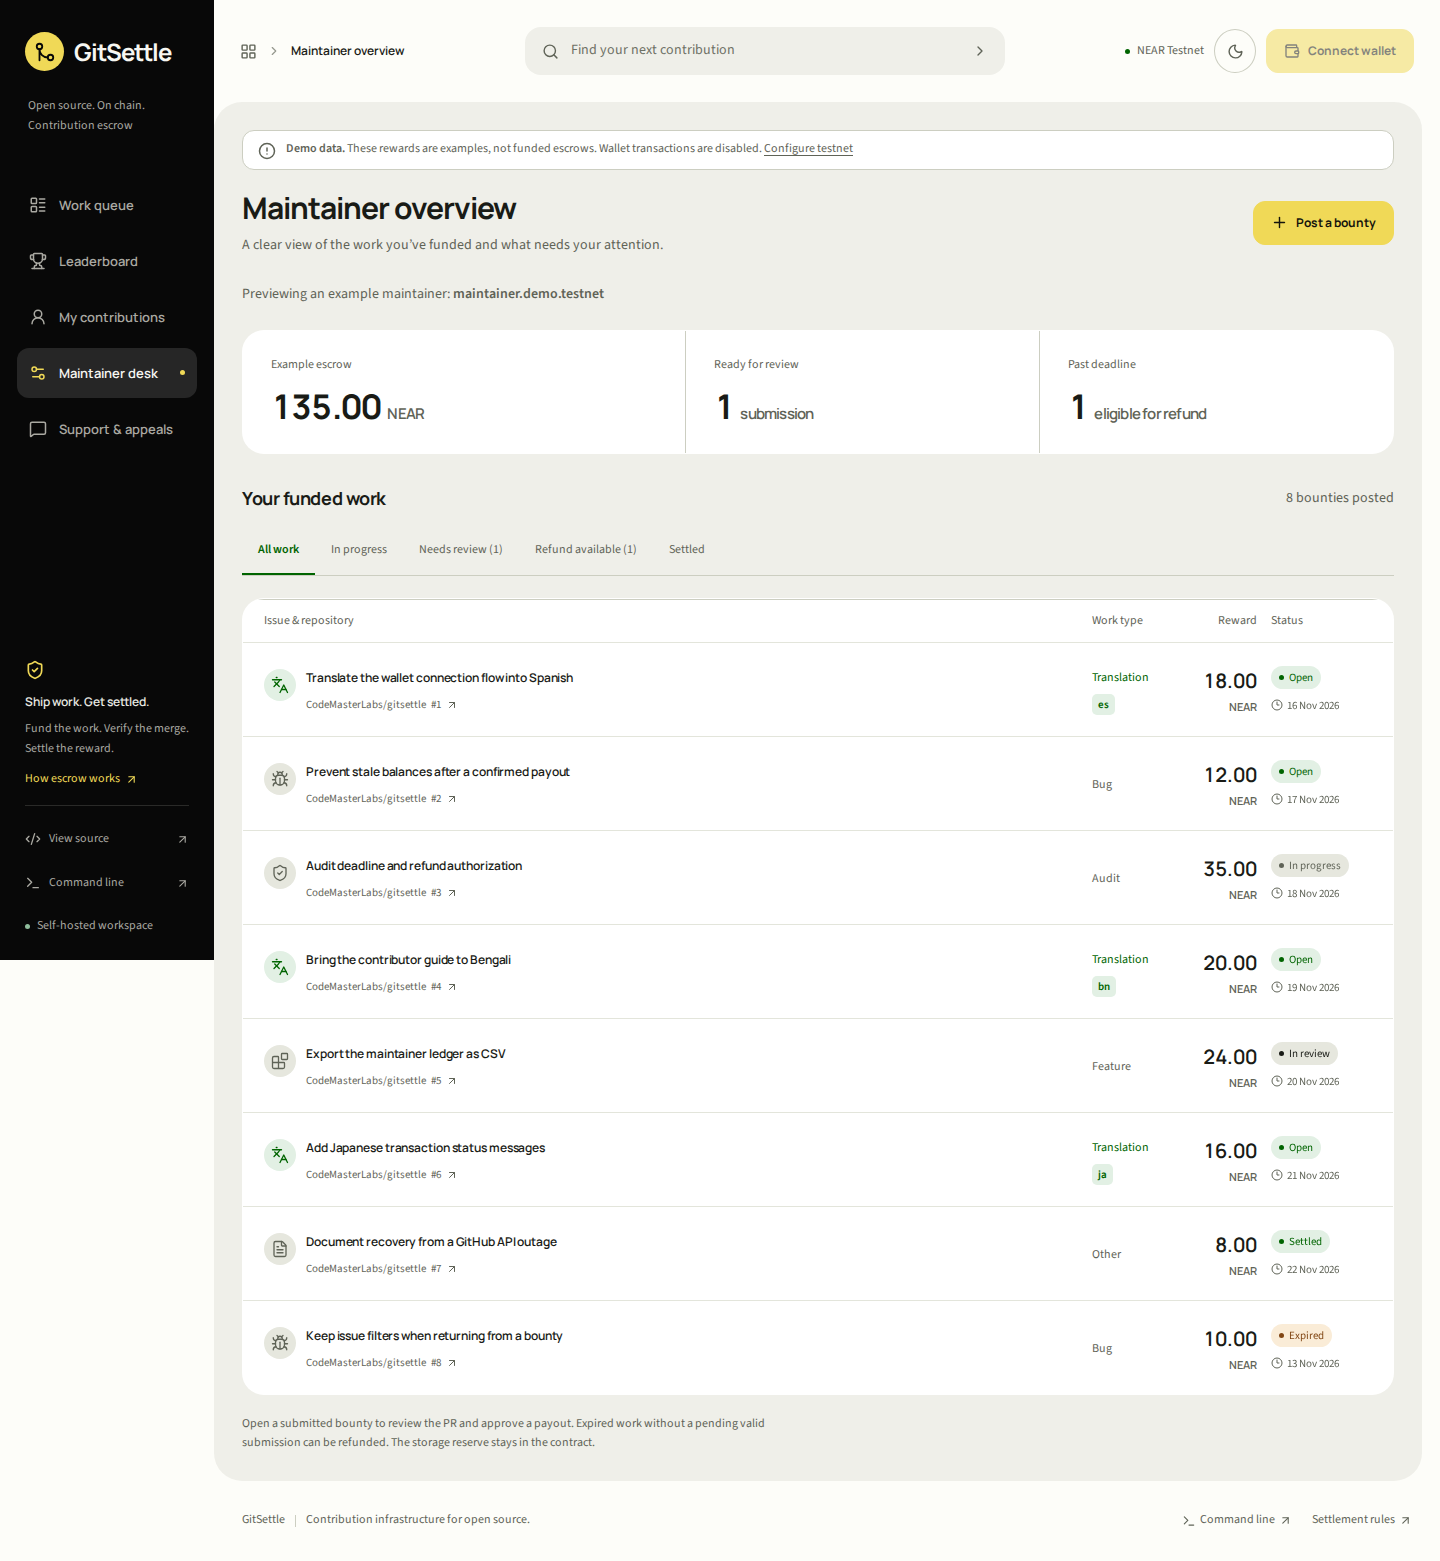 GitSettle
Open source. On chain.
Contribution escrow
Work queue
Leaderboard
My contributions
Maintainer desk
Support & appeals
Ship work. Get settled.
Fund the work. Verify the merge.
Settle the reward.
How escrow works
View source
Command line
Self-hosted workspace
Maintainer overview
Find your next contribution
NEAR Testnet
Connect wallet
Demo data. These rewards are examples, not funded escrows. Wallet transactions are disabled. Configure testnet
Maintainer overview
A clear view of the work you've funded and what needs your attention.
Post a bounty
Previewing an example maintainer: maintainer.demo.testnet
Example escrow
135.00 NEAR
Ready for review
1 submission
Past deadline
1 eligible for refund
Your funded work
8 bounties posted
All work
In progress
Needs review (1)
Refund available (1)
Settled
Issue & repository
Work type
Reward
Status
Translate the wallet connection flow into Spanish
CodeMasterLabs/gitsettle #1
Translation
es
18.00
NEAR
Open
16 Nov 2026
Prevent stale balances after a confirmed payout
CodeMasterLabs/gitsettle #2
Bug
12.00
NEAR
Open
17 Nov 2026
Audit deadline and refund authorization
CodeMasterLabs/gitsettle #3
Audit
35.00
NEAR
In progress
18 Nov 2026
Bring the contributor guide to Bengali
CodeMasterLabs/gitsettle #4
Translation
bn
20.00
NEAR
Open
19 Nov 2026
Export the maintainer ledger as CSV
CodeMasterLabs/gitsettle #5
Feature
24.00
NEAR
In review
20 Nov 2026
Add Japanese transaction status messages
CodeMasterLabs/gitsettle #6
Translation
ja
16.00
NEAR
Open
21 Nov 2026
Document recovery from a GitHub API outage
CodeMasterLabs/gitsettle #7
Other
8.00
NEAR
Settled
22 Nov 2026
Keep issue filters when returning from a bounty
CodeMasterLabs/gitsettle #8
Bug
10.00
NEAR
Expired
13 Nov 2026
Open a submitted bounty to review the PR and approve a payout. Expired work without a pending valid
submission can be refunded. The storage reserve stays in the contract.
GitSettle
Contribution infrastructure for open source.
Command line
Settlement rules